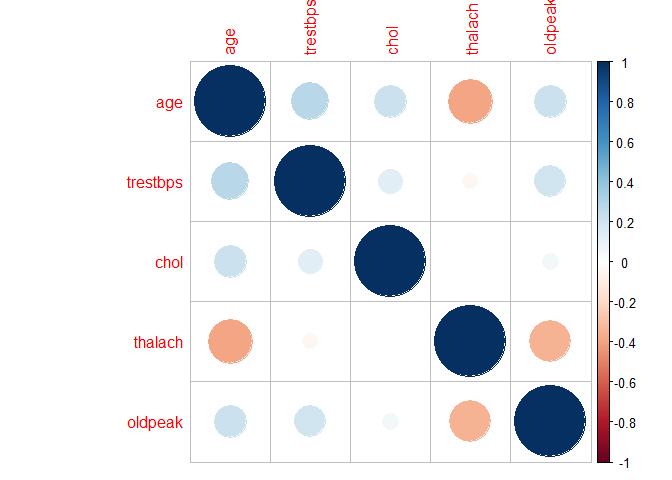 age
trestbps
chol
thalach
oldpeak
age
trestbps
chol
thalach
oldpeak
1
0.8
0.6
0.4
0.2
0
-0.2
-0.4
-0.6
-0.8
-1